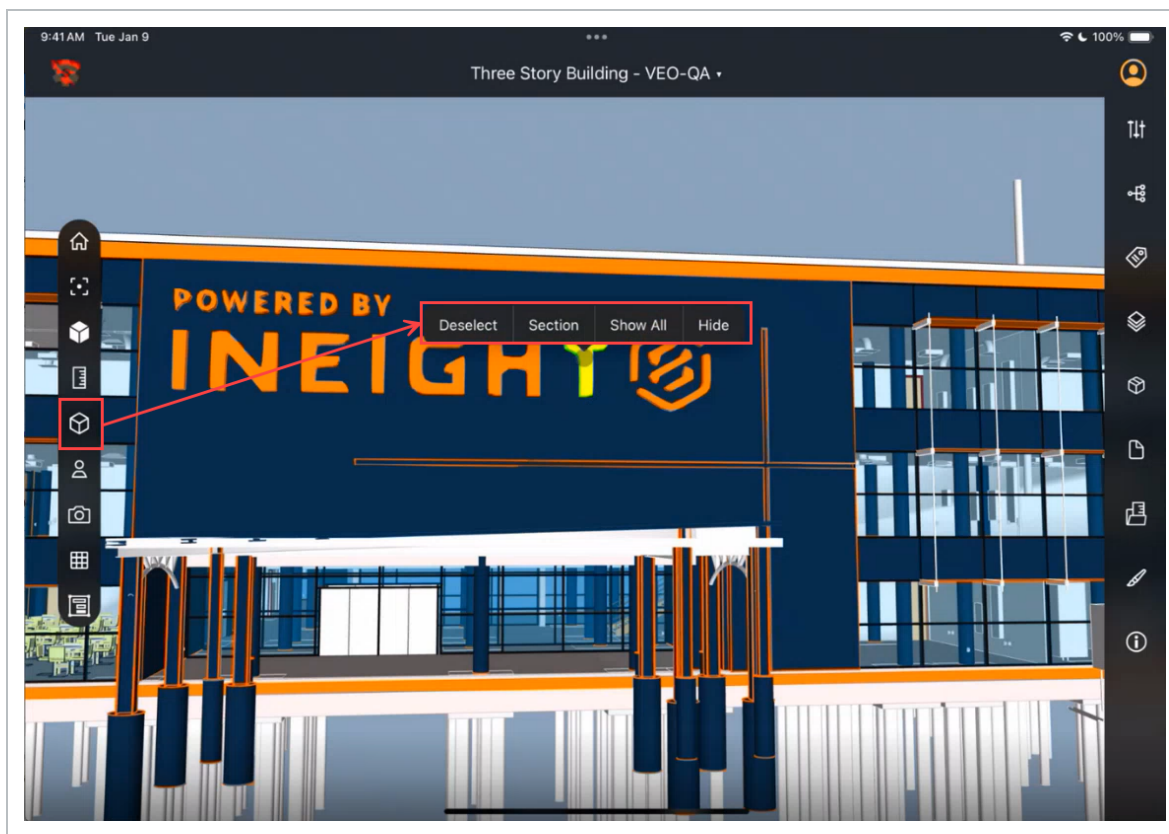 9:41 AM Tue Jan 9
100%
Three Story Building - VEO-QA
POWERED BY
INEIGHT
Deselect Section Show All Hide